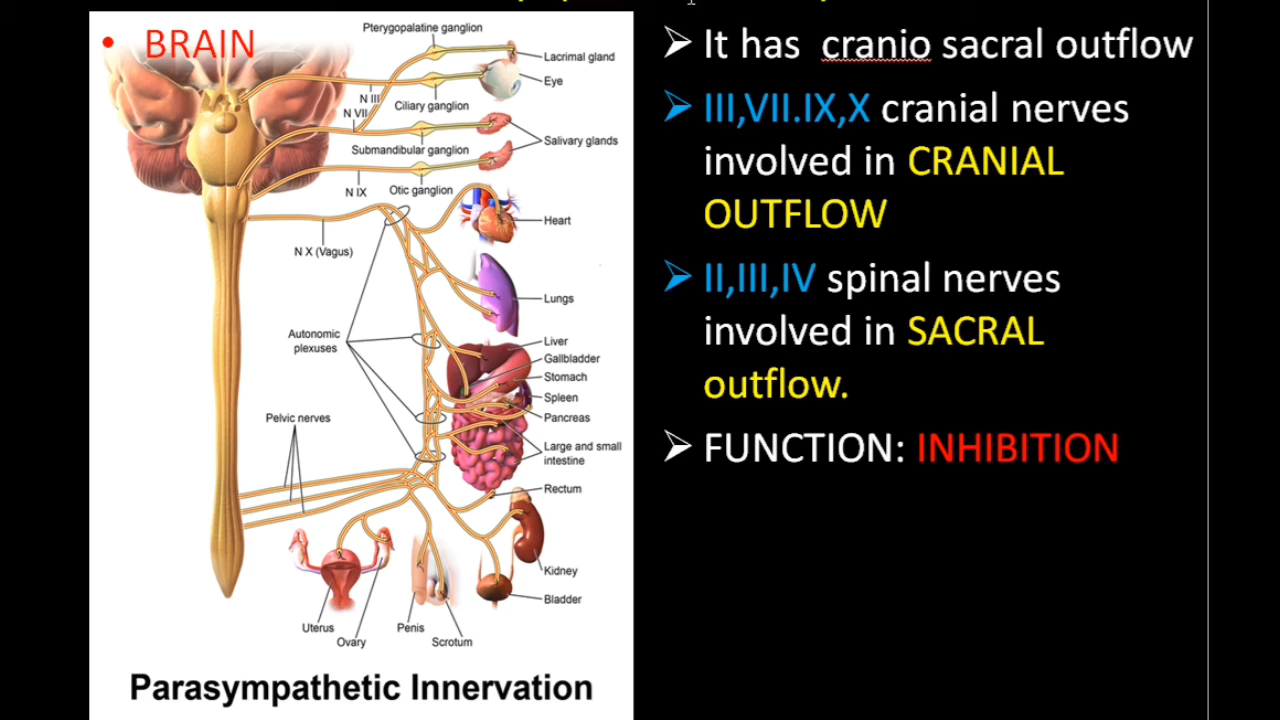 • BRAIN
Pterygopalatine ganglion
Lacrimal gland
Eye
N III
Ciliary ganglion
N VII
Salivary glands
Submandibular ganglion
N IX
Otic ganglion
Heart
N X (Vagus)
Lungs
Autonomic
plexuses
Liver
Gallbladder
Stomach
Spleen
Pancreas
Pelvic nerves
Large and small
intestine
Rectum
Kidney
Bladder
Uterus
Ovary
Penis
Scrotum
Parasympathetic Innervation
➢ It has cranio sacral outflow
➢ III,VII.IX,X cranial nerves
involved in CRANIAL
OUTFLOW
➢ II,III,IV spinal nerves
involved in SACRAL
outflow.
➢ FUNCTION: INHIBITION